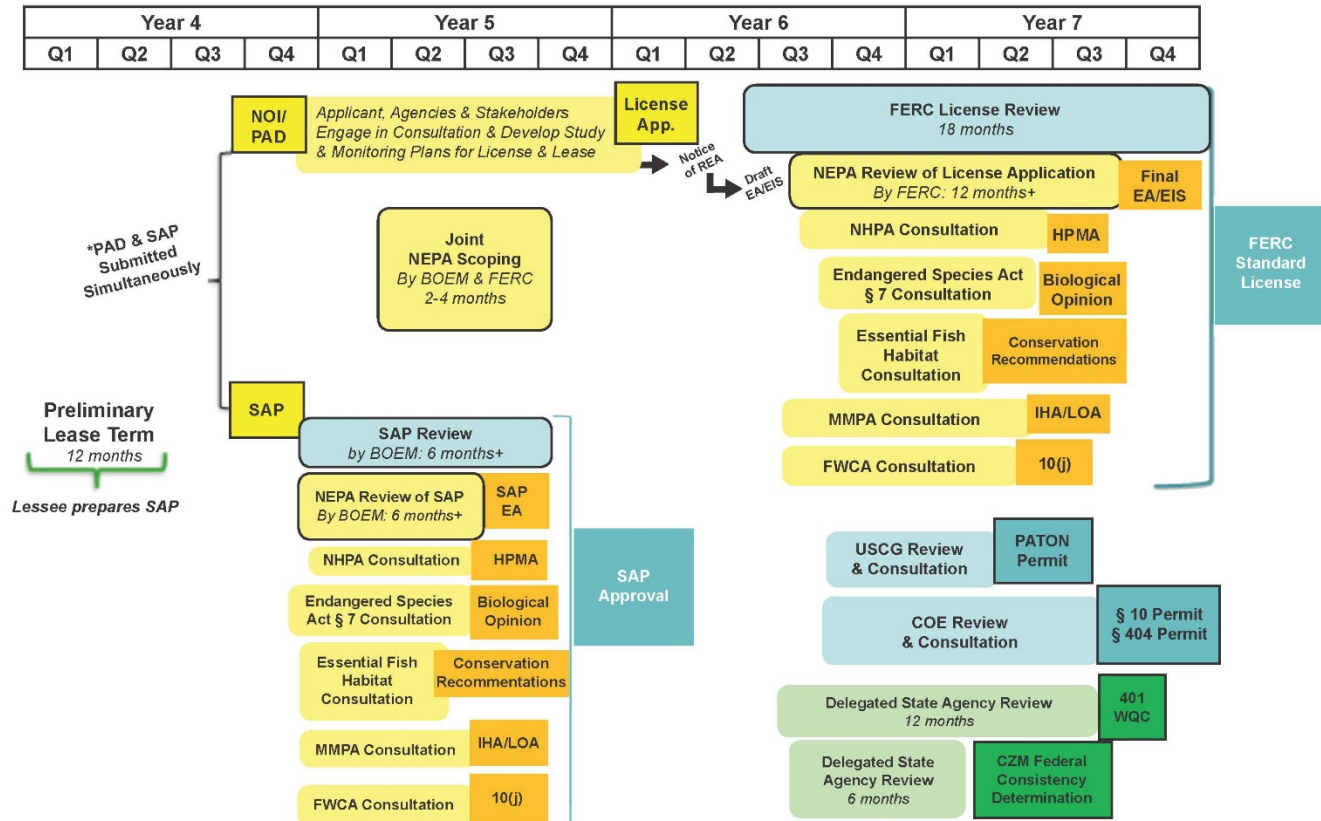 Year 4
Year 5
Year 6
Year 7
Q1
Q2
Q3
Q4
Q1
Q2
Q3
Q4
Q1
Q2
Q3
Q4
Q1
Q2
Q3
Q4
NOI/
PAD
Applicant, Agencies & Stakeholders
Engage in Consultation & Develop Study
& Monitoring Plans for License & Lease
License
App.
Notice
of REA
Draft
EA/EIS
FERC License Review
18 months
NEPA Review of License Application
By FERC: 12 months+
Final
EA/EIS
NHPA Consultation
HPMA
Endangered Species Act
§ 7 Consultation
Biological
Opinion
Essential Fish
Habitat
Consultation
Conservation
Recommendations
MMPA Consultation
IHA/LOA
FWCA Consultation
10(j)
FERC
Standard
License
*PAD & SAP
Submitted
Simultaneously
Joint
NEPA Scoping
By BOEM & FERC
2-4 months
Preliminary
Lease Term
12 months
Lessee prepares SAP
SAP
SAP Review
by BOEM: 6 months+
NEPA Review of SAP
By BOEM: 6 months+
SAP
EA
NHPA Consultation
HPMA
Endangered Species
Act § 7 Consultation
Biological
Opinion
Essential Fish
Habitat
Consultation
Conservation
Recommentations
MMPA Consultation
IHA/LOA
FWCA Consultation
10(j)
SAP
Approval
USCG Review
& Consultation
PATON
Permit
COE Review
& Consultation
§ 10 Permit
§ 404 Permit
Delegated State Agency Review
12 months
401
WQC
Delegated State
Agency Review
6 months
CZM Federal
Consistency
Determination